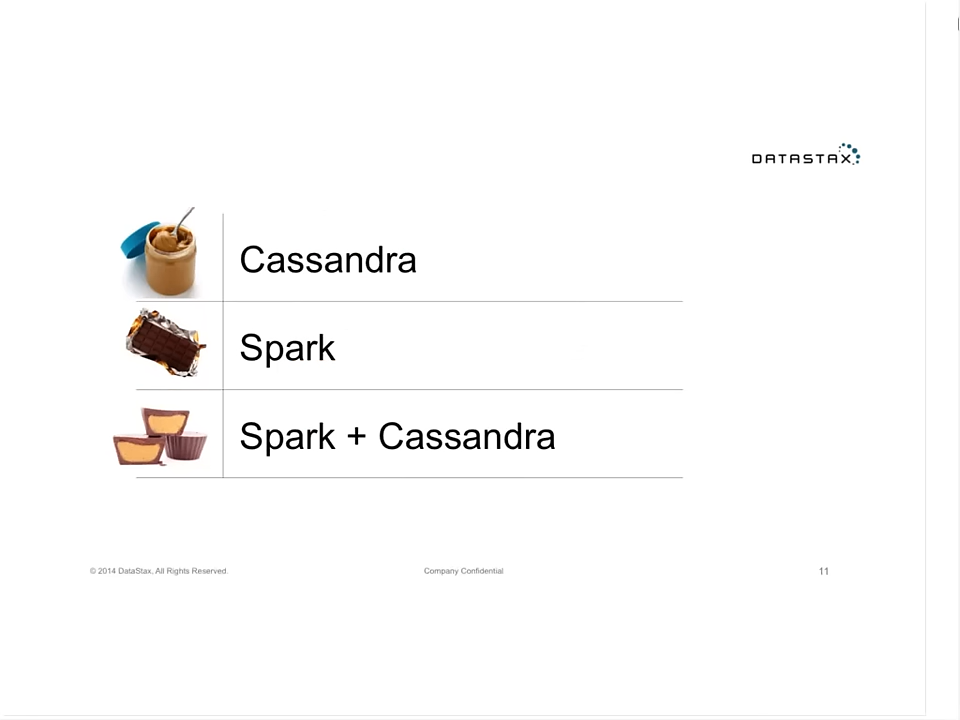 DATASTAX
Cassandra
Spark
Spark + Cassandra
© 2014 DataStax, All Rights Reserved.
Company Confidential
11